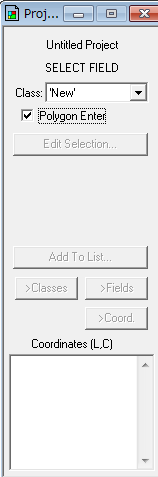 Proj...
Untitled Project
SELECT FIELD
Class: 'New'
Polygon Enter
Edit Selection...
Add To List...
>Classes >Fields
>Coord.
Coordinates (L,C)